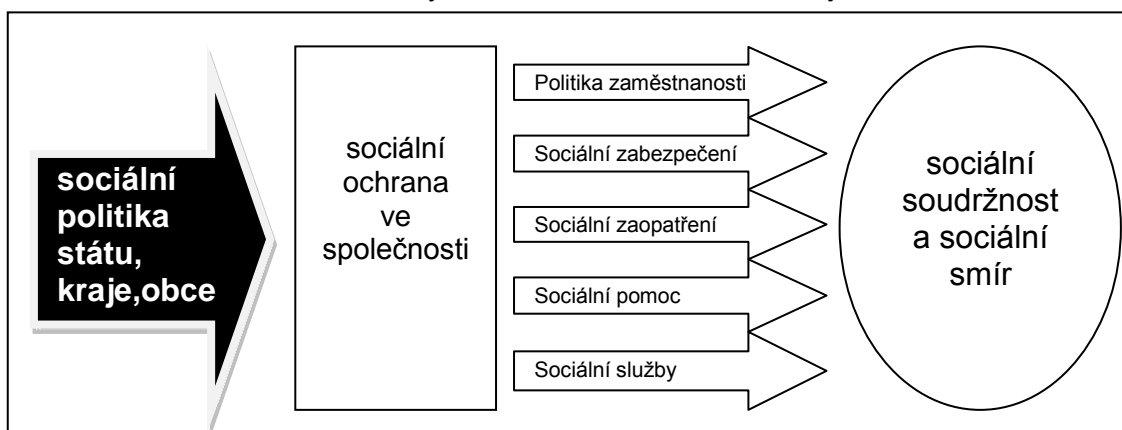 sociální
politika
státu,
kraje,obce
sociální
ochrana
ve
společnosti
Politika zaměstnanosti
Sociální zabezpečení
Sociální zaopatření
Sociální pomoc
Sociální služby
sociální
soudržnost
a sociální
smír